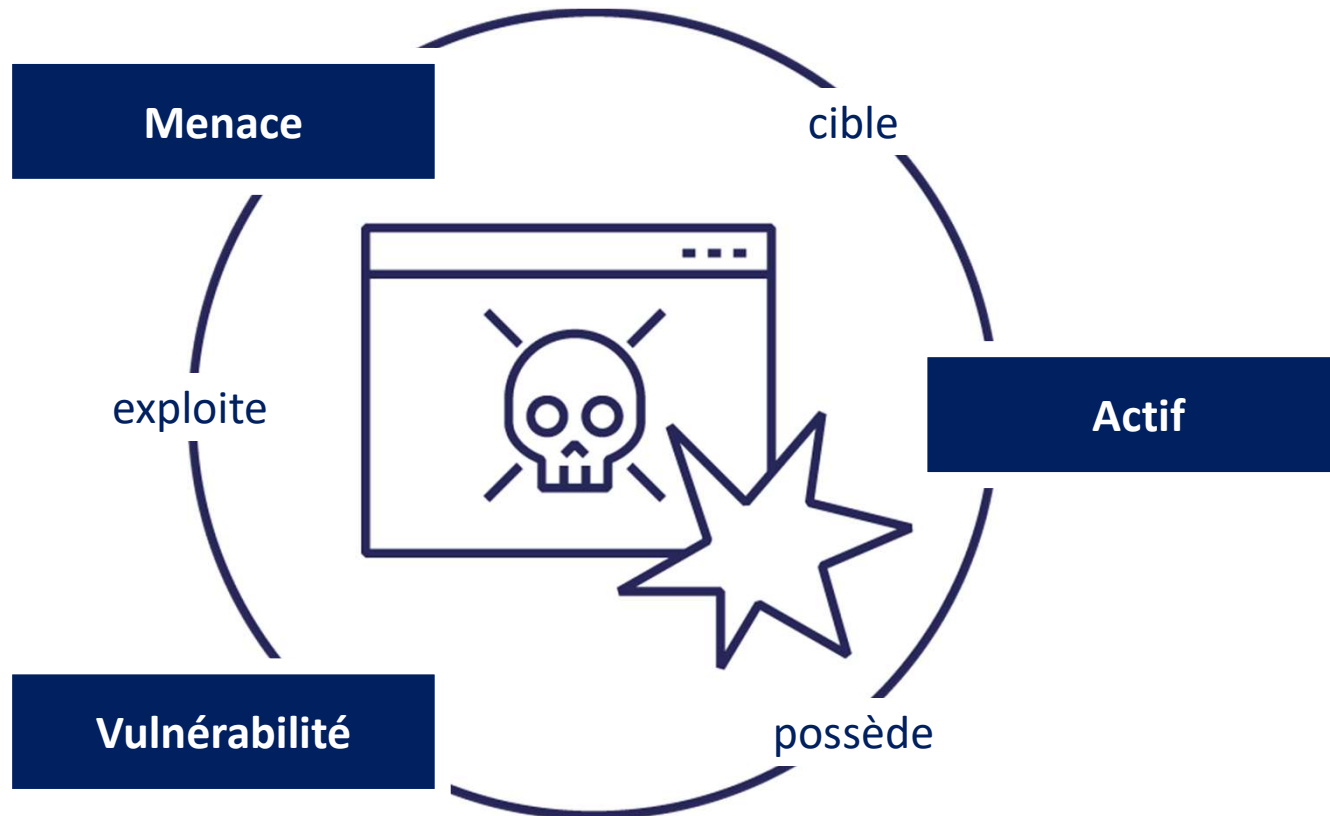 Menace
cible
exploite
Actif
Vulnérabilité
possède